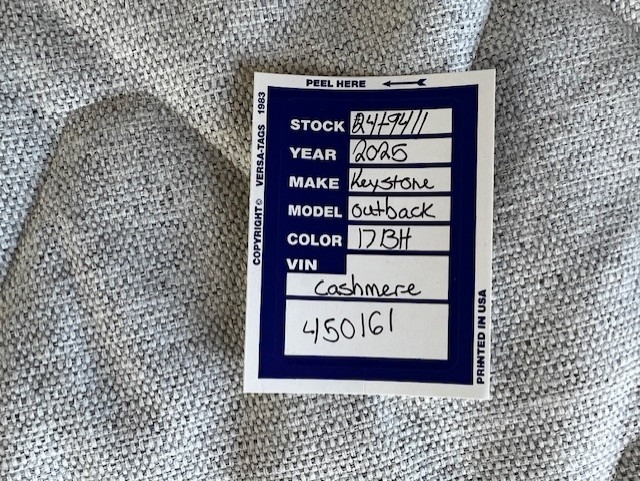 PEEL HERE
COPYRIGHT© VERSA-TAGS 1983
STOCK 24t9411
YEAR 2025
MAKE Keystone
MODEL outback
COLOR 17BH
VIN
cashmere
450161
PRINTED IN USA